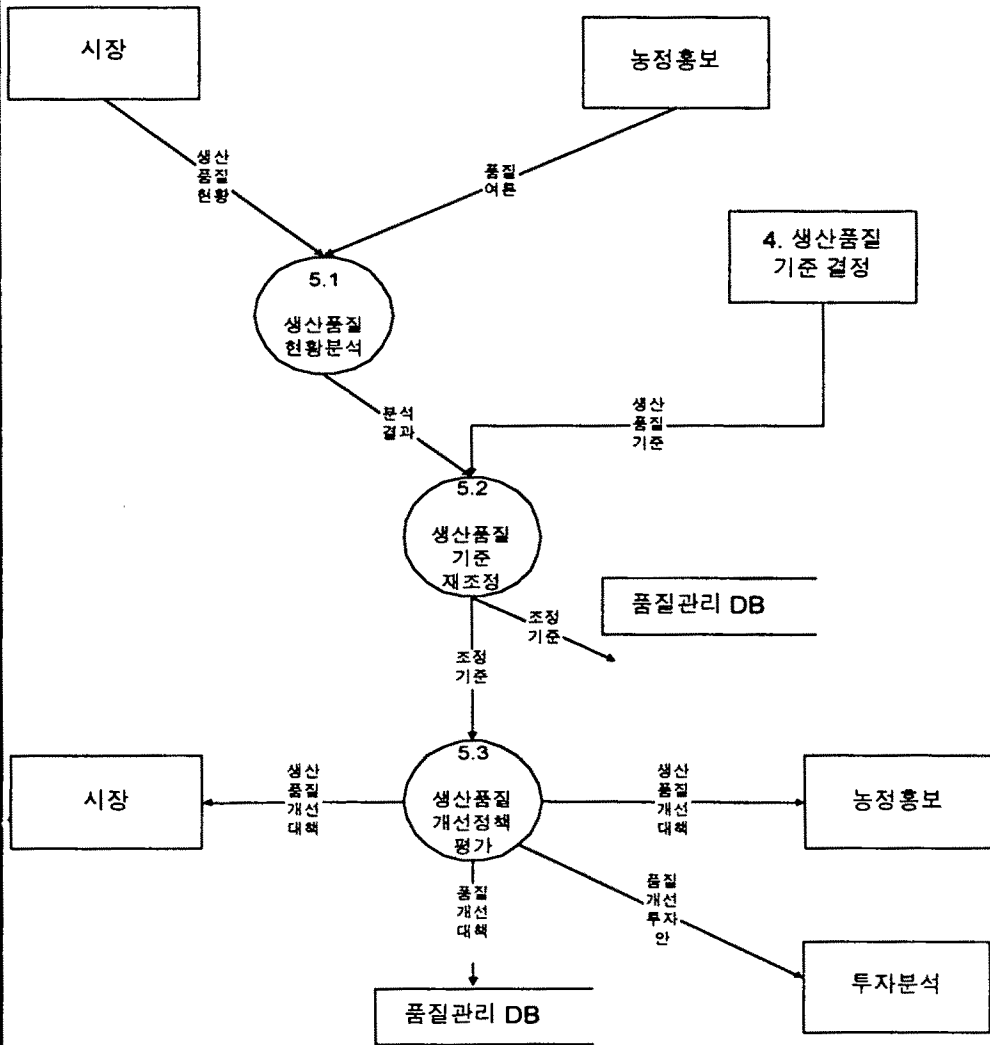 시장
농정홍보
생산
품질
현황
품질
여론
4. 생산품질
기준 결정
5.1
생산품질
현황분석
분석
결과
생산
품질
기준
5.2
생산품질
기준
재조정
품질관리 DB
조정
기준
조정
기준
5.3
생산품질
개선정책
평가
시장
생산
품질
개선
대책
생산
품질
개선
대책
농정홍보
품질
개선
대책
품질
개선
투자
안
투자분석
품질관리 DB